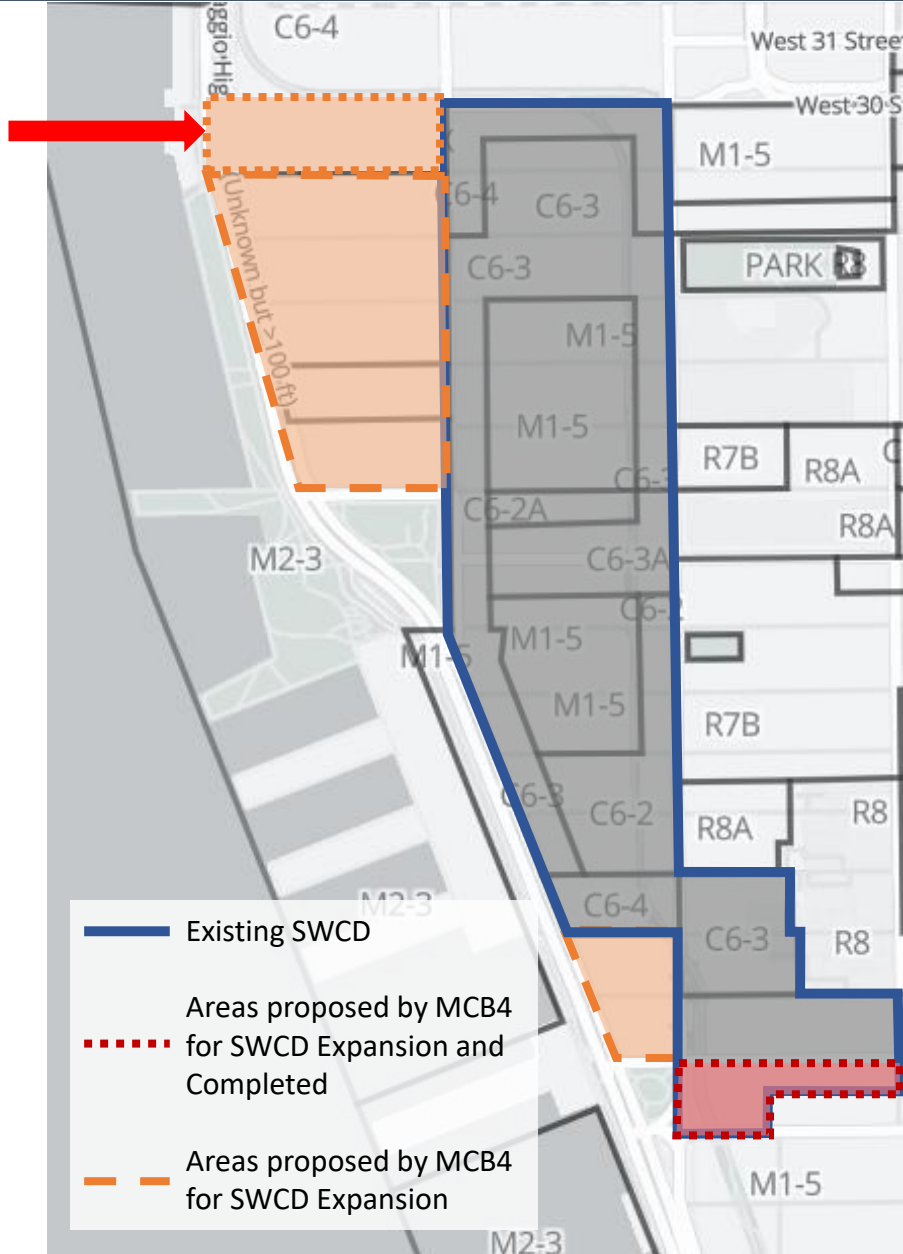 C6-4
aggio Hig
West 31 Stree
West 30 S
M1-5
C6-4
C6-3
C6-3
PARK
(Unknown but >100 ft)
M1-5
M1-5
R7B
R8A
C
C6-3
C6-2A
R8A
M2-3
C6-3A
C6-2
M1-5
M1-5
M1-5
R7B
C6-3
C6-2
R8A
R8
M2-3
C6-4
C6-3
R8
Existing SWCD
Areas proposed by MCB4
for SWCD Expansion and
Completed
Areas proposed by MCB4
for SWCD Expansion
M1-5
M2-3